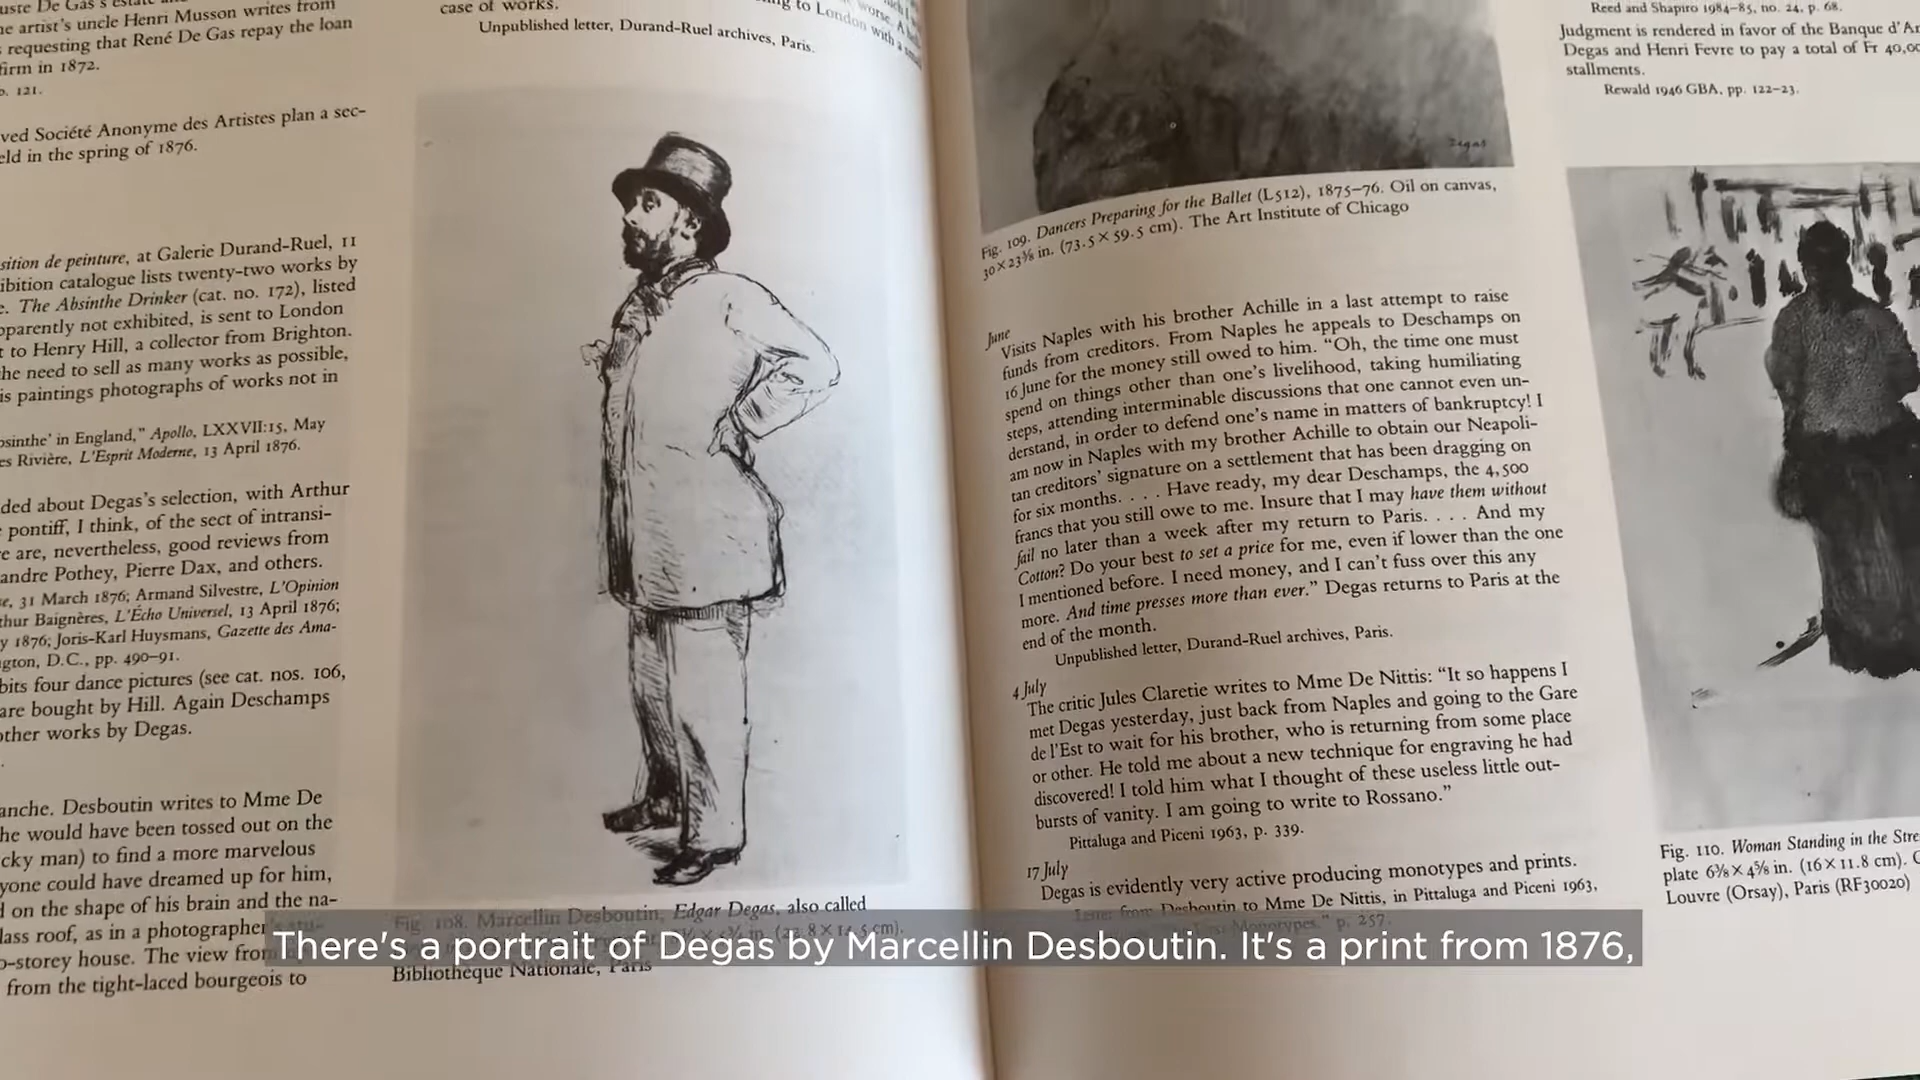 uste De Gas's estate and
he artist's uncle Henri Musson writes from
requesting that René De Gas repay the loan
firm in 1872.
p. 121.
ved Société Anonyme des Artistes plan a sec-
eld in the spring of 1876.
sition de peinture, at Galerie Durand-Ruel, 11
ibition catalogue lists twenty-two works by
e. The Absinthe Drinker (cat. no. 172), listed
pparently not exhibited, is sent to London
t to Henry Hill, a collector from Brighton.
he need to sell as many works as possible,
is paintings photographs of works not in
bsinthe' in England," Apollo, LXXVII:15, May
es Rivière, L'Esprit Moderne, 13 April 1876.
ded about Degas's selection, with Arthur
pontiff, I think, of the sect of intransi-
e are, nevertheless, good reviews from
andre Pothey, Pierre Dax, and others.
e, 31 March 1876; Armand Silvestre, L'Opinion
thur Baignères, L'Écho Universel, 13 April 1876;
y 1876; Joris-Karl Huysmans, Gazette des Ama-
ngton, D.C., pp. 490–91.
bits four dance pictures (see cat. nos. 106,
are bought by Hill. Again Deschamps
other works by Degas.
anche. Desboutin writes to Mme De
he would have been tossed out on the
cky man) to find a more marvelous
yone could have dreamed up for him,
d on the shape of his brain and the na-
lass roof, as in a photographer's stu-
o-storey house. The view from
from the tight-laced bourgeois to
case of works.
ng to London with a small
worse. A
Unpublished letter, Durand-Ruel archives, Paris.
Fig. 108. Marcellin Desboutin, Edgar Degas, also called
Bibliothèque Nationale, Paris
Degas
Fig. 109. Dancers Preparing for the Ballet (L512), 1875–76. Oil on canvas,
30 × 23⅜ in. (73.5 × 59.5 cm). The Art Institute of Chicago
June
Visits Naples with his brother Achille in a last attempt to raise
funds from creditors. From Naples he appeals to Deschamps on
16 June for the money still owed to him. "Oh, the time one must
spend on things other than one's livelihood, taking humiliating
steps, attending interminable discussions that one cannot even un-
derstand, in order to defend one's name in matters of bankruptcy! I
am now in Naples with my brother Achille to obtain our Neapoli-
tan creditors' signature on a settlement that has been dragging on
for six months. . . . Have ready, my dear Deschamps, the 4,500
francs that you still owe to me. Insure that I may have them without
fail no later than a week after my return to Paris. . . . And my
Cotton? Do your best to set a price for me, even if lower than the one
I mentioned before. I need money, and I can't fuss over this any
more. And time presses more than ever." Degas returns to Paris at the
end of the month.
Unpublished letter, Durand-Ruel archives, Paris.
4 July
The critic Jules Claretie writes to Mme De Nittis: "It so happens I
met Degas yesterday, just back from Naples and going to the Gare
de l'Est to wait for his brother, who is returning from some place
or other. He told me about a new technique for engraving he had
discovered! I told him what I thought of these useless little out-
bursts of vanity. I am going to write to Rossano."
Pittaluga and Piceni 1963, p. 339.
17 July
Degas is evidently very active producing monotypes and prints.
Letter from Desboutin to Mme De Nittis, in Pittaluga and Piceni 1963,
Monotypes," p. 257.
Reed and Shapiro 1984–85, no. 24, p. 68.
Judgment is rendered in favor of the Banque d'An
Degas and Henri Fevre to pay a total of Fr 40,00
stallments.
Rewald 1946 GBA, pp. 122–23.
Fig. 110. Woman Standing in the Stre
plate 6⅜ × 4⅝ in. (16 × 11.8 cm). C
Louvre (Orsay), Paris (RF30020)
There's a portrait of Degas by Marcellin Desboutin. It's a print from 1876,